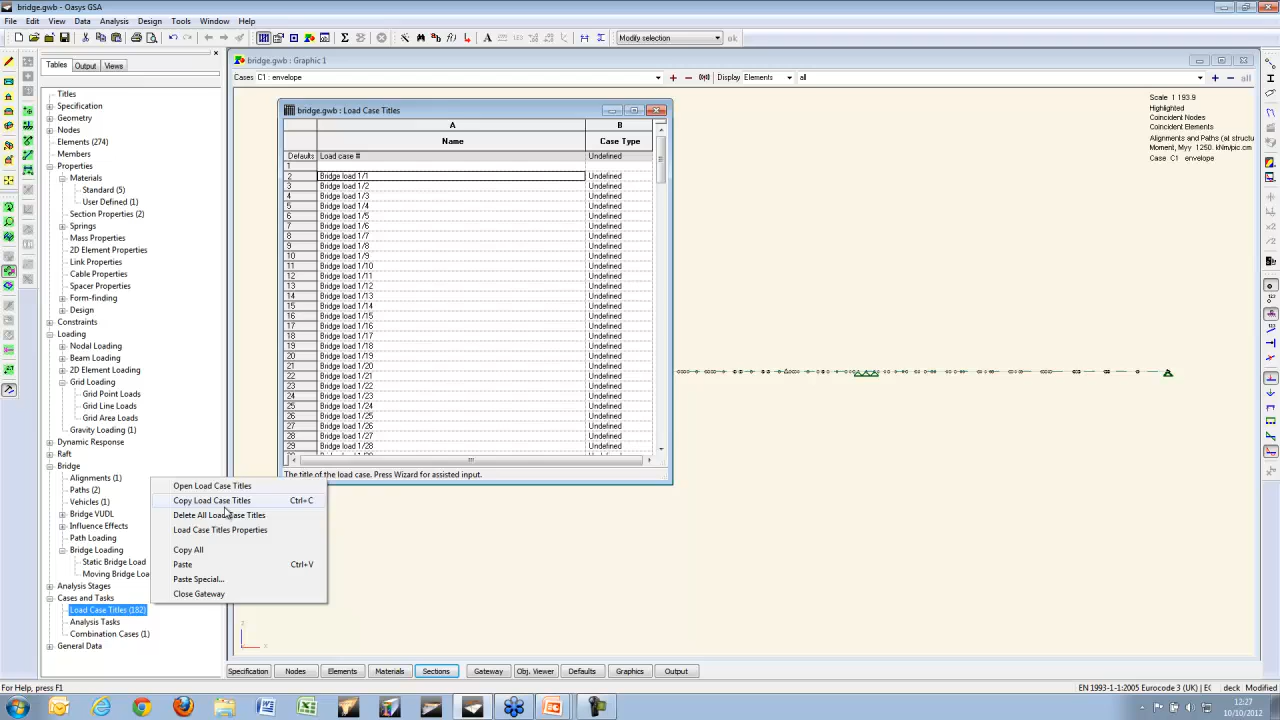 bridge.gwb - Oasys GSA
File Edit View Data Analysis Design Tools Window Help
Modify selection ok
Tables Output Views
Titles
Specification
Geometry
Nodes
Elements (274)
Members
Properties
Materials
Standard (5)
User Defined (1)
Section Properties (2)
Springs
Mass Properties
2D Element Properties
Link Properties
Cable Properties
Spacer Properties
Form-finding
Design
Constraints
Loading
Nodal Loading
Beam Loading
2D Element Loading
Grid Loading
Grid Point Loads
Grid Line Loads
Grid Area Loads
Gravity Loading (1)
Dynamic Response
Raft
Bridge
Alignments (1)
Paths (2)
Vehicles (1)
Bridge VUDL
Influence Effects
Path Loading
Bridge Loading
Static Bridge Load
Moving Bridge Loa
Analysis Stages
Cases and Tasks
Load Case Titles (182)
Analysis Tasks
Combination Cases (1)
General Data
Open Load Case Titles
Copy Load Case Titles Ctrl+C
Delete All Load Case Titles
Load Case Titles Properties
Copy All
Paste Ctrl+V
Paste Special...
Close Gateway
bridge.gwb : Graphic 1
Cases C1 : envelope Display Elements all
bridge.gwb : Load Case Titles
A B
Name Case Type
Defaults Load case # Undefined
1
2 Bridge load 1/1 Undefined
3 Bridge load 1/2 Undefined
4 Bridge load 1/3 Undefined
5 Bridge load 1/4 Undefined
6 Bridge load 1/5 Undefined
7 Bridge load 1/6 Undefined
8 Bridge load 1/7 Undefined
9 Bridge load 1/8 Undefined
10 Bridge load 1/9 Undefined
11 Bridge load 1/10 Undefined
12 Bridge load 1/11 Undefined
13 Bridge load 1/12 Undefined
14 Bridge load 1/13 Undefined
15 Bridge load 1/14 Undefined
16 Bridge load 1/15 Undefined
17 Bridge load 1/16 Undefined
18 Bridge load 1/17 Undefined
19 Bridge load 1/18 Undefined
20 Bridge load 1/19 Undefined
21 Bridge load 1/20 Undefined
22 Bridge load 1/21 Undefined
23 Bridge load 1/22 Undefined
24 Bridge load 1/23 Undefined
25 Bridge load 1/24 Undefined
26 Bridge load 1/25 Undefined
27 Bridge load 1/26 Undefined
28 Bridge load 1/27 Undefined
29 Bridge load 1/28 Undefined
The title of the load case. Press Wizard for assisted input.
Scale 1 193.9
Highlighted
Coincident Nodes
Coincident Elements
Alignments and Paths (at structu
Moment, Myy 1250. kNm/pic.cm
Case C1 envelope
z
x
Specification Nodes Elements Materials Sections Gateway Obj. Viewer Defaults Graphics Output
For Help, press F1
EN 1993-1-1:2005 Eurocode 3 (UK) | EC deck Modified
12:27
10/10/2012